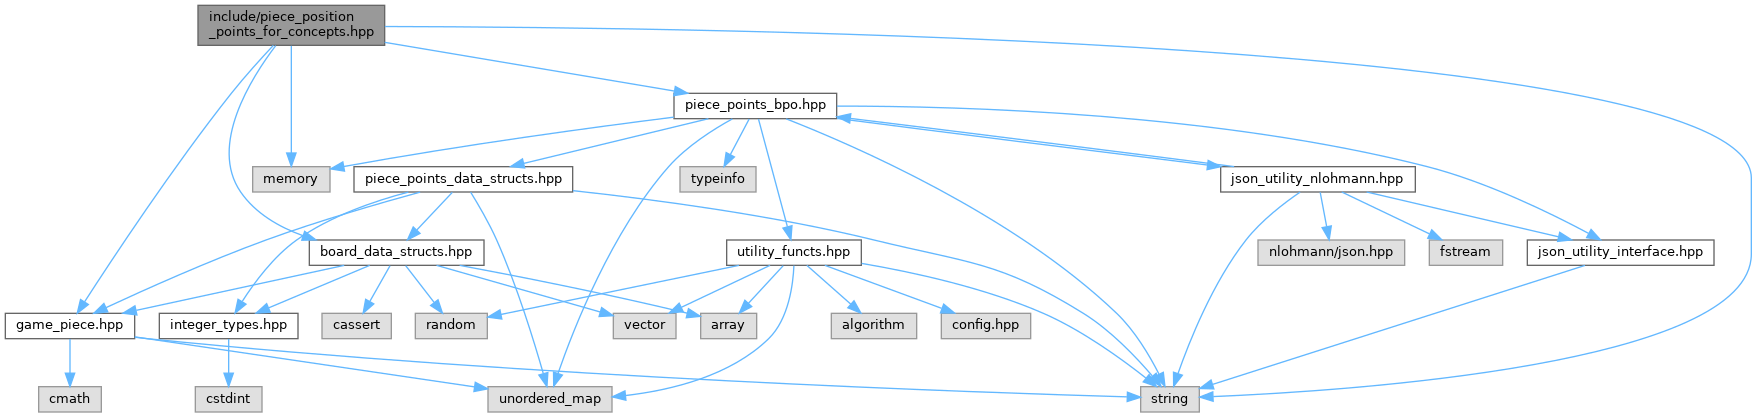 include/piece_position
_points_for_concepts.hpp
piece_points_bpo.hpp
memory
piece_points_data_structs.hpp
typeinfo
json_utility_nlohmann.hpp
board_data_structs.hpp
utility_functs.hpp
nlohmann/json.hpp
fstream
json_utility_interface.hpp
game_piece.hpp
integer_types.hpp
cassert
random
vector
array
algorithm
config.hpp
cmath
cstdint
unordered_map
string